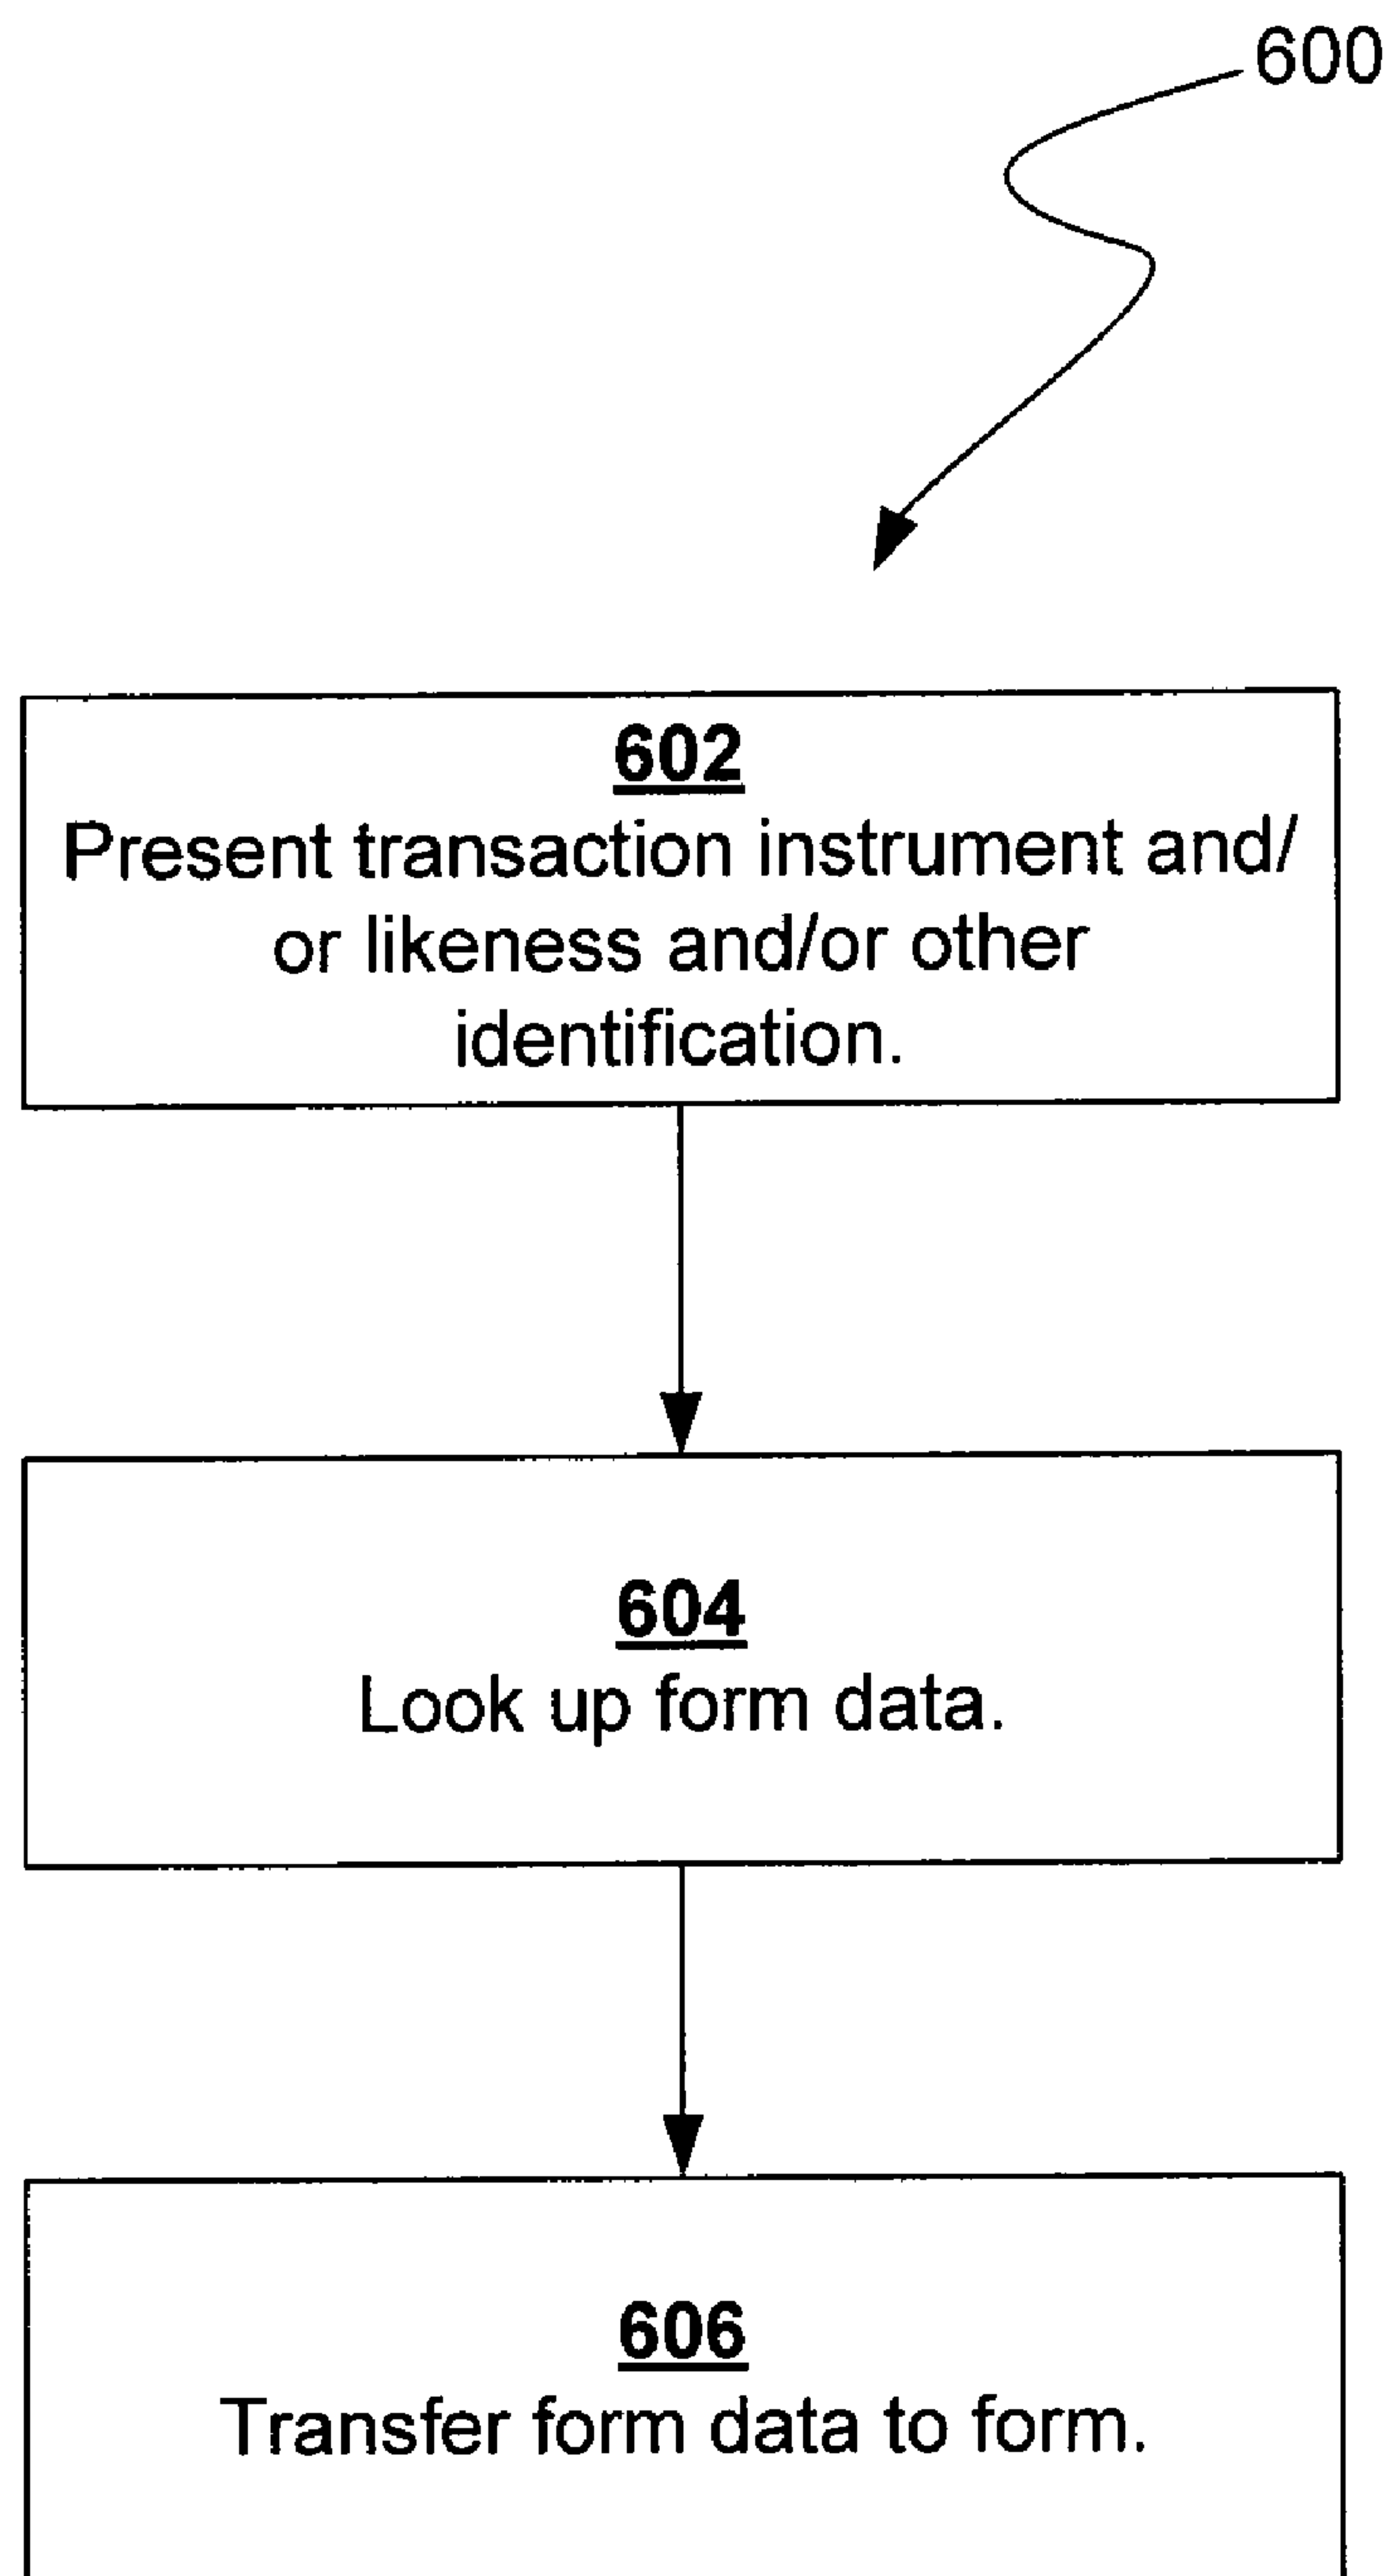 600
602
Present transaction instrument and/
or likeness and/or other
identification.
604
Look up form data.
606
Transfer form data to form.